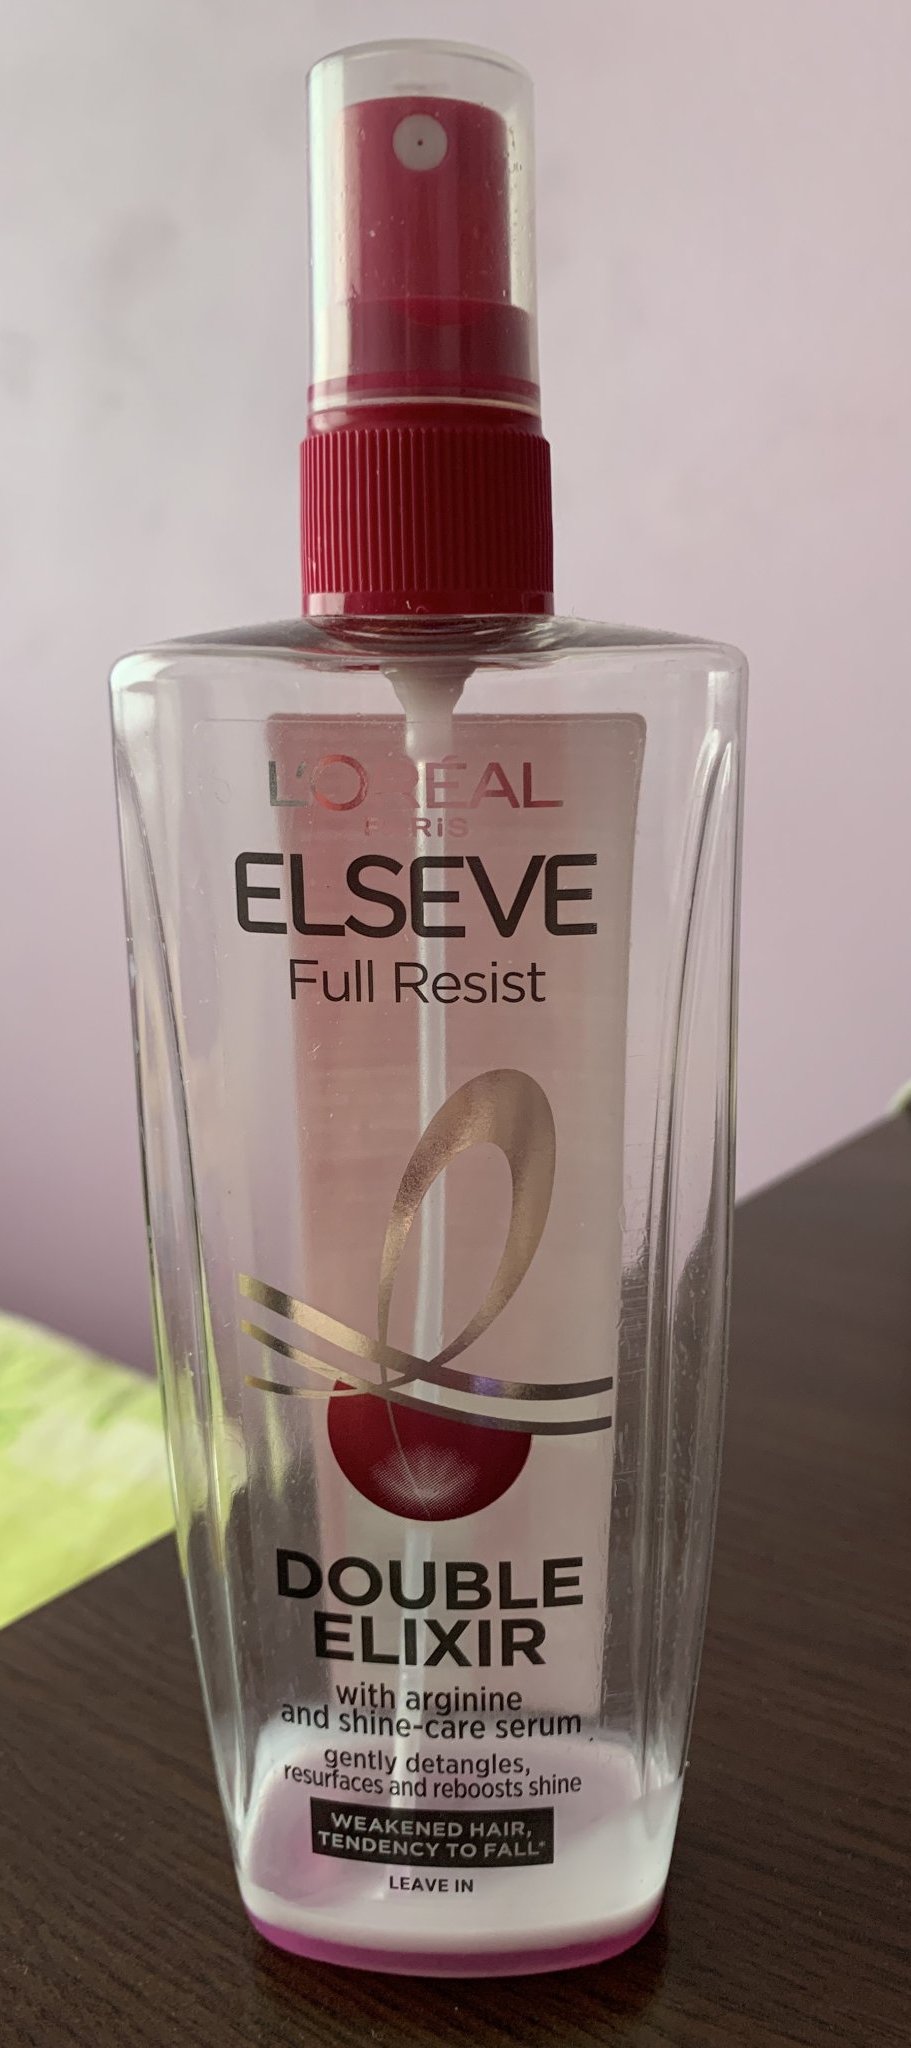 L'ORÉAL
PARiS
ELSEVE
Full Resist
DOUBLE
ELIXIR
with arginine
and shine-care serum
gently detangles,
resurfaces and reboosts shine
WEAKENED HAIR,
TENDENCY TO FALL*
LEAVE IN